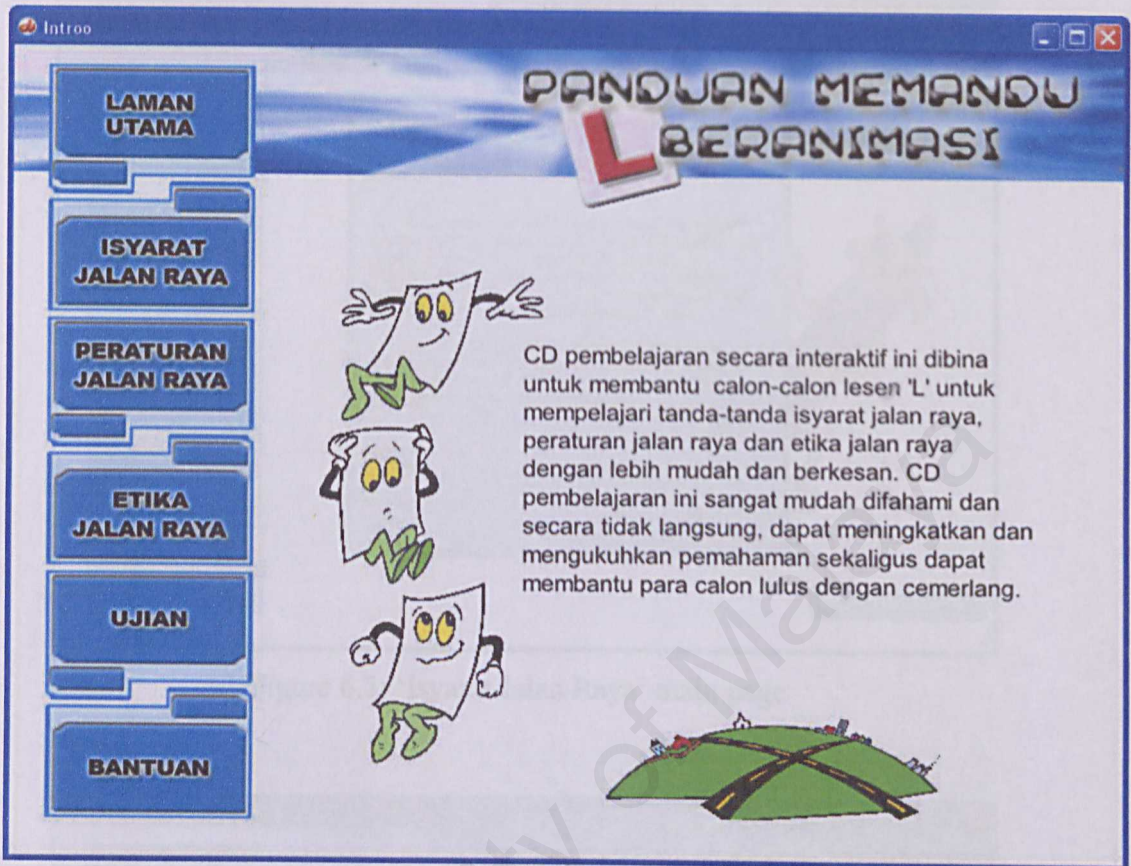 Introo
PANDUAN MEMANDU
L BERANIMASI
LAMAN
UTAMA
ISYARAT
JALAN RAYA
PERATURAN
JALAN RAYA
ETIKA
JALAN RAYA
UJIAN
BANTUAN
CD pembelajaran secara interaktif ini dibina
untuk membantu calon-calon lesen 'L' untuk
mempelajari tanda-tanda isyarat jalan raya,
peraturan jalan raya dan etika jalan raya
dengan lebih mudah dan berkesan. CD
pembelajaran ini sangat mudah difahami dan
secara tidak langsung, dapat meningkatkan dan
mengukuhkan pemahaman sekaligus dapat
membantu para calon lulus dengan cemerlang.
ty of Malaya